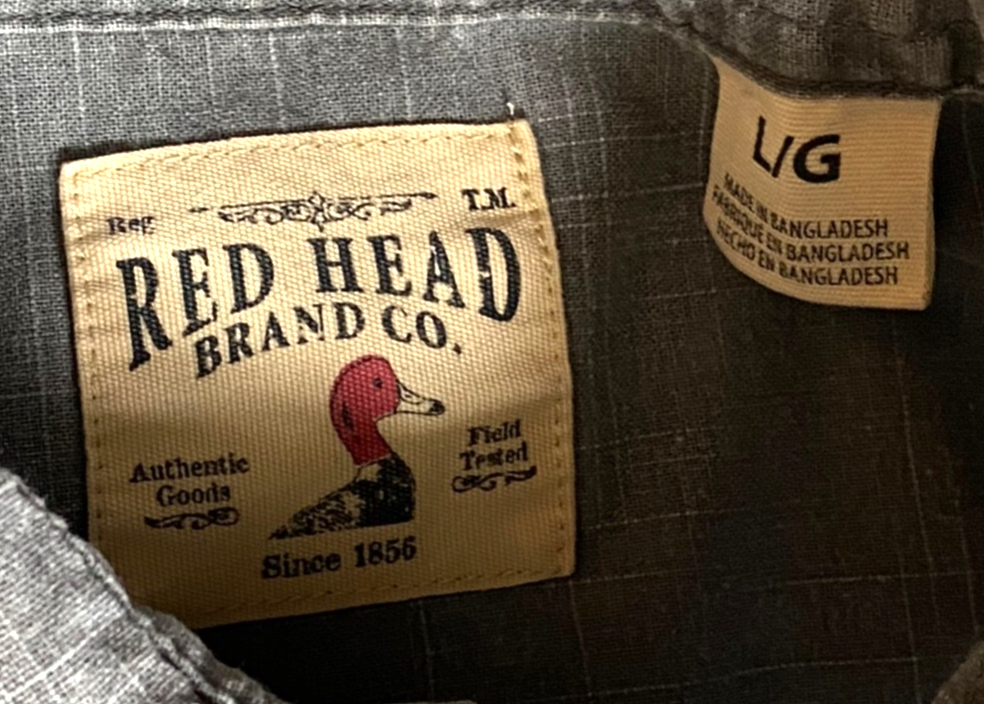 Reg T.M.
RED HEAD
BRAND CO.
Authentic
Goods
Field
Tested
Since 1856
L/G
MADE IN BANGLADESH
FABRIQUÉ EN BANGLADESH
HECHO EN BANGLADESH